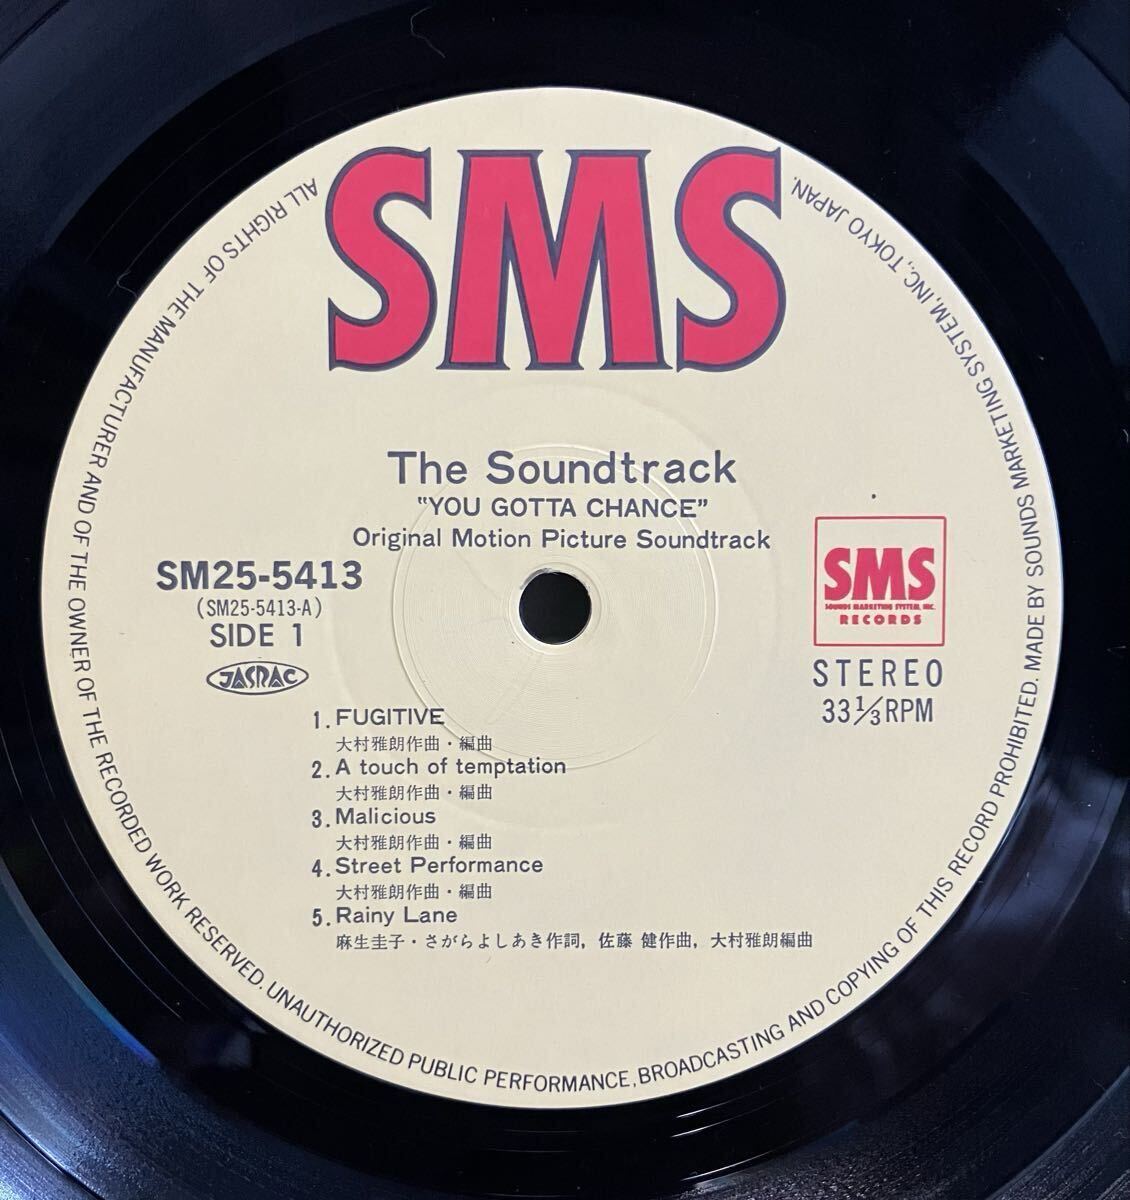 SMS
The Soundtrack
"YOU GOTTA CHANCE"
Original Motion Picture Soundtrack
SM25-5413
(SM25-5413-A)
SIDE 1
JASRAC
SMS
SOUNDS MARKETING SYSTEM, INC.
RECORDS
STEREO
33⅓RPM
1. FUGITIVE
大村雅朗作曲・編曲
2. A touch of temptation
大村雅朗作曲・編曲
3. Malicious
大村雅朗作曲・編曲
4. Street Performance
大村雅朗作曲・編曲
5. Rainy Lane
麻生圭子・さがらよしあき作詞, 佐藤 健作曲, 大村雅朗編曲
ALL RIGHTS OF THE MANUFACTURER AND OF THE OWNER OF THE RECORDED WORK RESERVED. UNAUTHORIZED PUBLIC PERFORMANCE, BROADCASTING AND COPYING OF THIS RECORD PROHIBITED. MADE BY SOUNDS MARKETING SYSTEM, INC., TOKYO JAPAN.